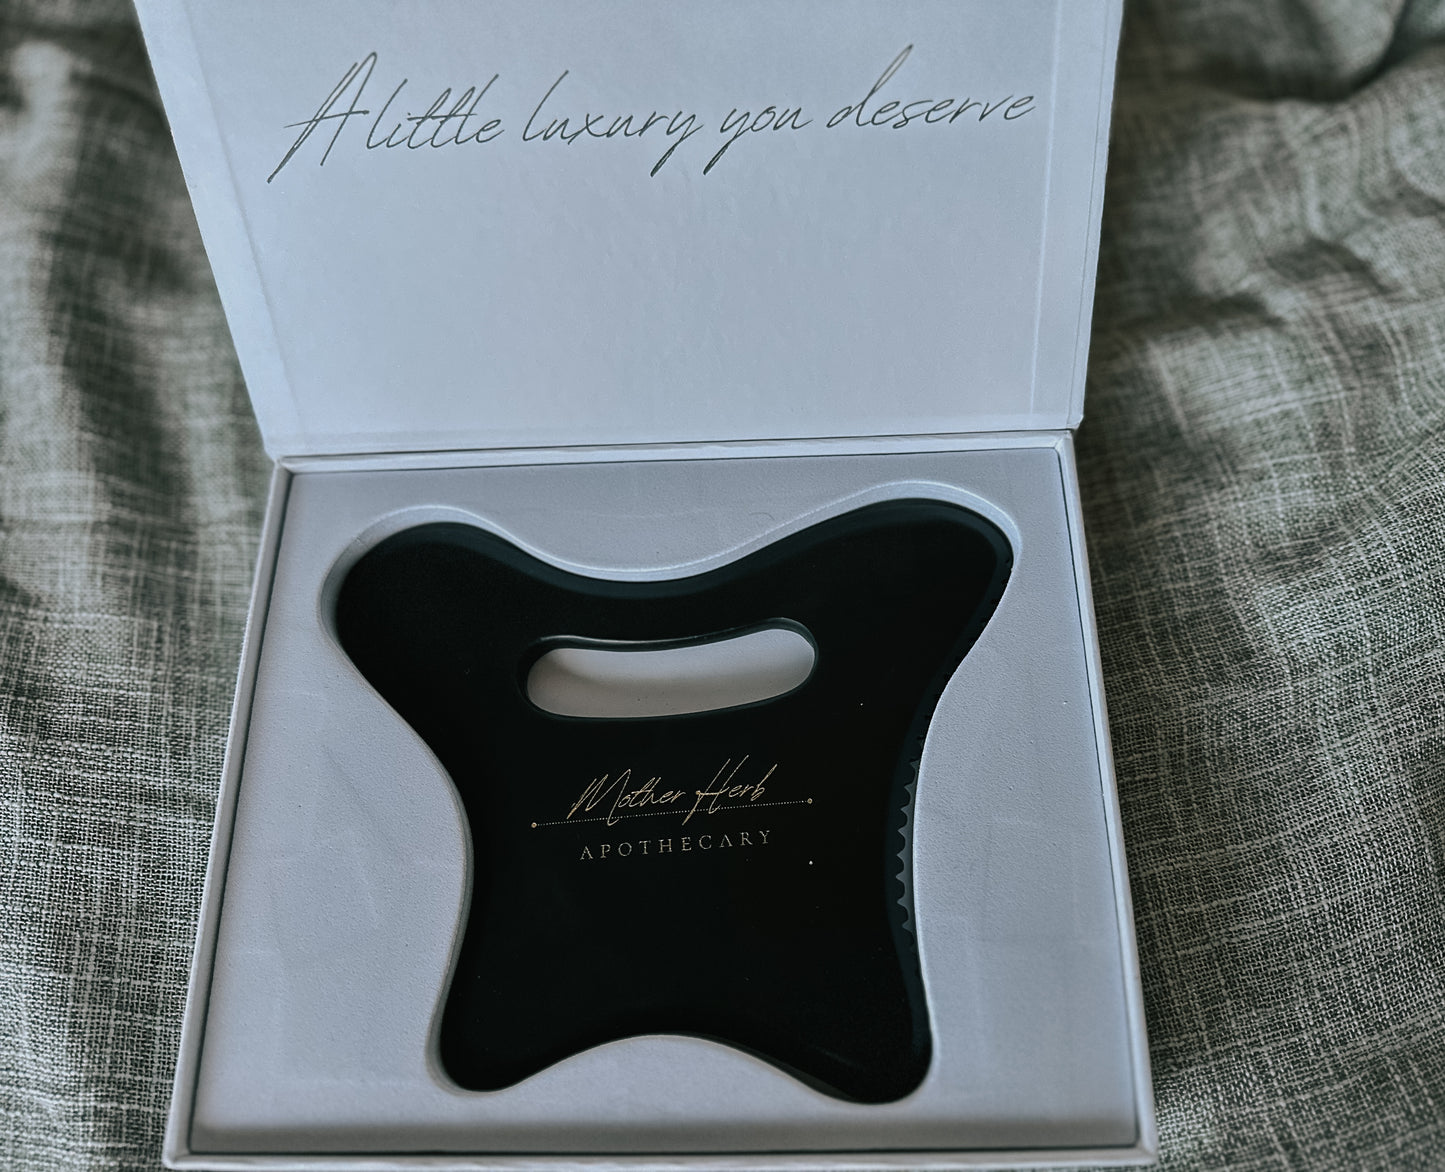 A little luxury you deserve
Mother Herb
APOTHECARY